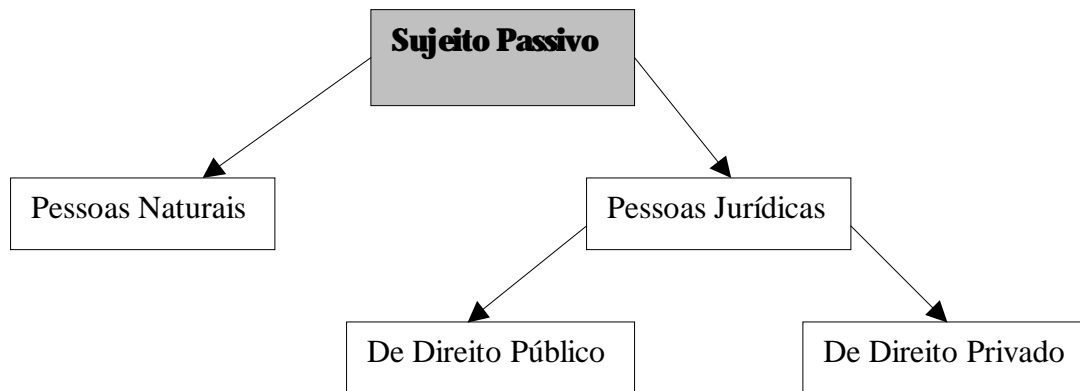 Sujeito Passivo
Pessoas Naturais
Pessoas Jurídicas
De Direito Público
De Direito Privado